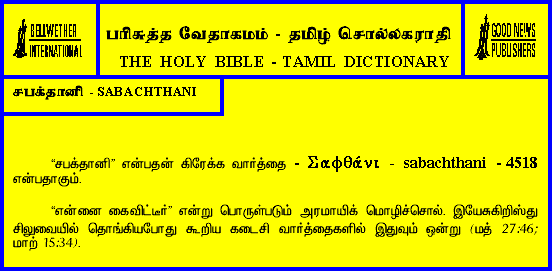 BELLWETHER
INTERNATIONAL
பரிசுத்த வேதாகமம் - தமிழ் சொல்லகராதி
THE HOLY BIBLE - TAMIL DICTIONARY
GOOD NEWS
PUBLISHERS
சபக்தானி - SABACHTHANI
“சபக்தானி” என்பதன் கிரேக்க வார்த்தை - Σαφθάνι - sabachthani - 4518
என்பதாகும்.
“என்னை கைவிட்டீர்” என்று பொருள்படும் அரமாயிக் மொழிச்சொல். இயேசுகிறிஸ்து
சிலுவையில் தொங்கியபோது கூறிய கடைசி வார்த்தைகளில் இதுவும் ஒன்று (மத் 27:46;
மாற் 15:34).